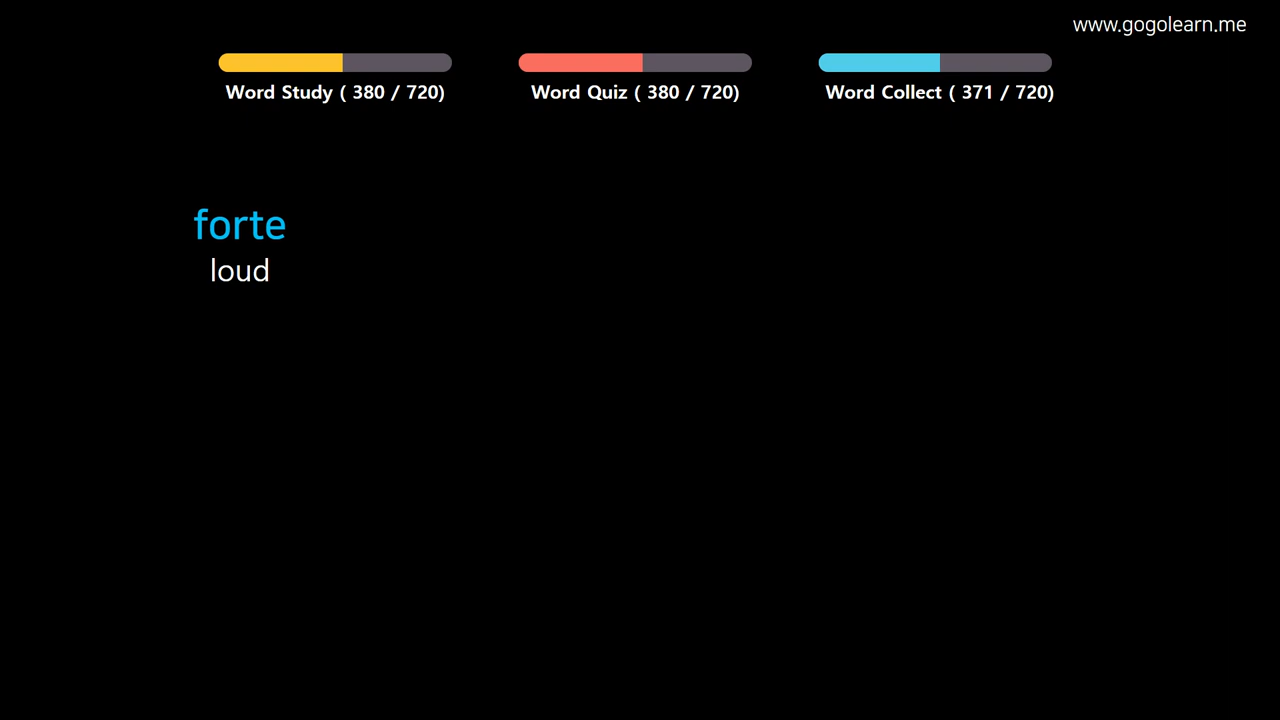 www.gogolearn.me
Word Study ( 380 / 720)
Word Quiz ( 380 / 720)
Word Collect ( 371 / 720)
forte
loud